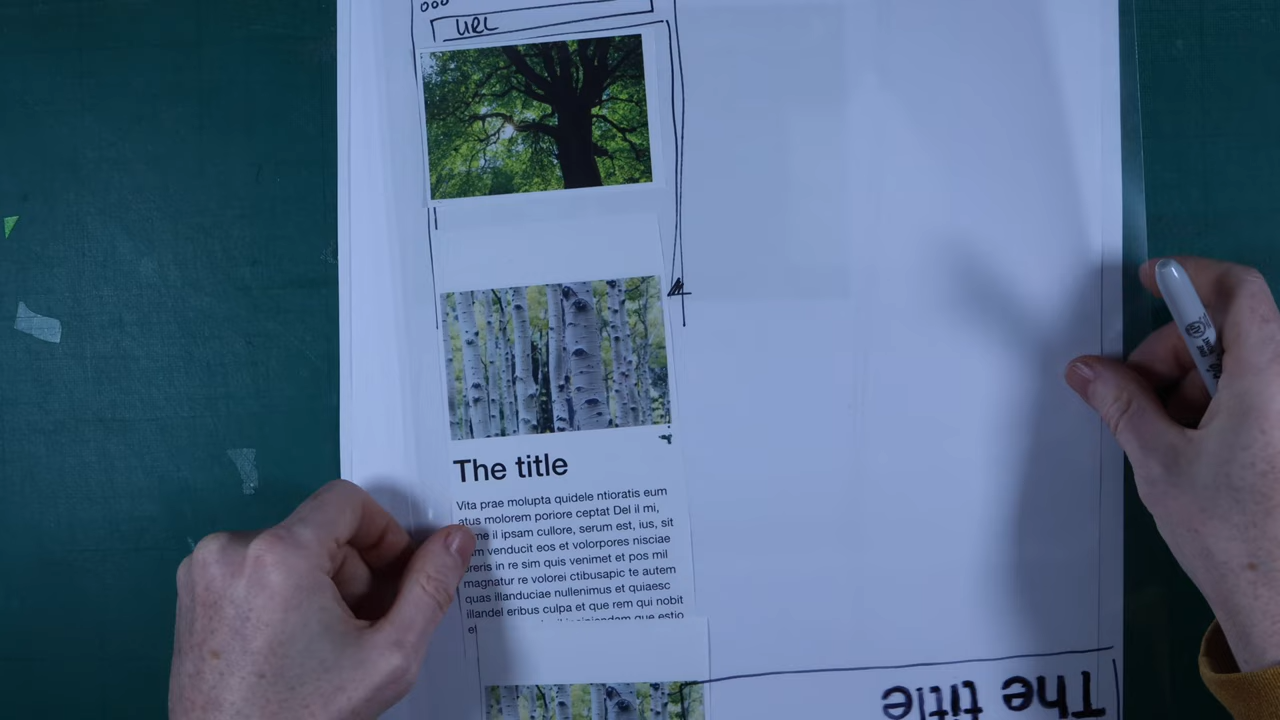 URL
The title
Vita prae molupta quidele ntioratis eum
atus molorem poriore ceptat Del il mi,
me il ipsam cullore, serum est, ius, sit
venducit eos et volorpores nisciae
in re sim quis venimet et pos mil
magnatur re volorei ctibusapic te autem
quas illanduciae nullenimus et quiaesc
illandel eribus culpa et que rem qui nobit
que estio
The title